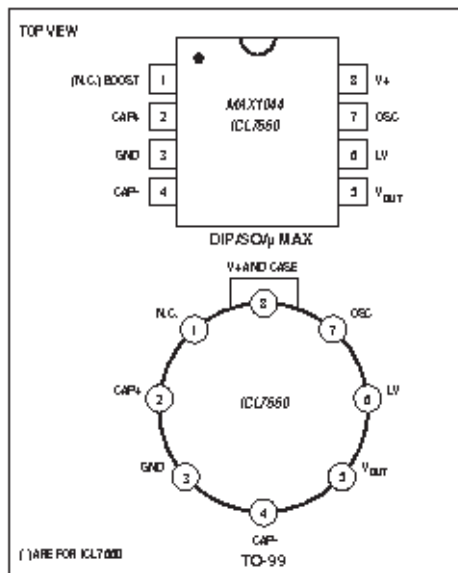 TOP VIEW
(N.C.) BOOST 1
CAP+ 2
GND 3
CAP- 4
MAX1044
ICL7660
8 V+
7 OSC
6 LV
5 VOUT
DIP/SO/µMAX
V+ AND CASE
8
N.C.
1
OSC
7
CAP+
2
ICL7660
6
LV
GND
3
5
VOUT
4
CAP-
( ) ARE FOR ICL7660
TO-99